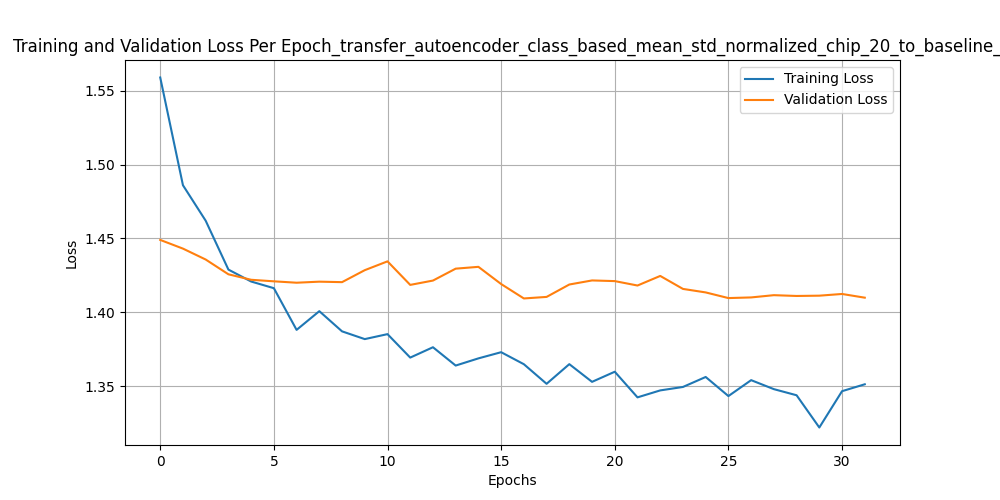 Training and Validation Loss Per Epoch_transfer_autoencoder_class_based_mean_std_normalized_chip_20_to_baseline_
Training Loss
Validation Loss
1.55
1.50
1.45
1.40
1.35
Loss
0 5 10 15 20 25 30
Epochs